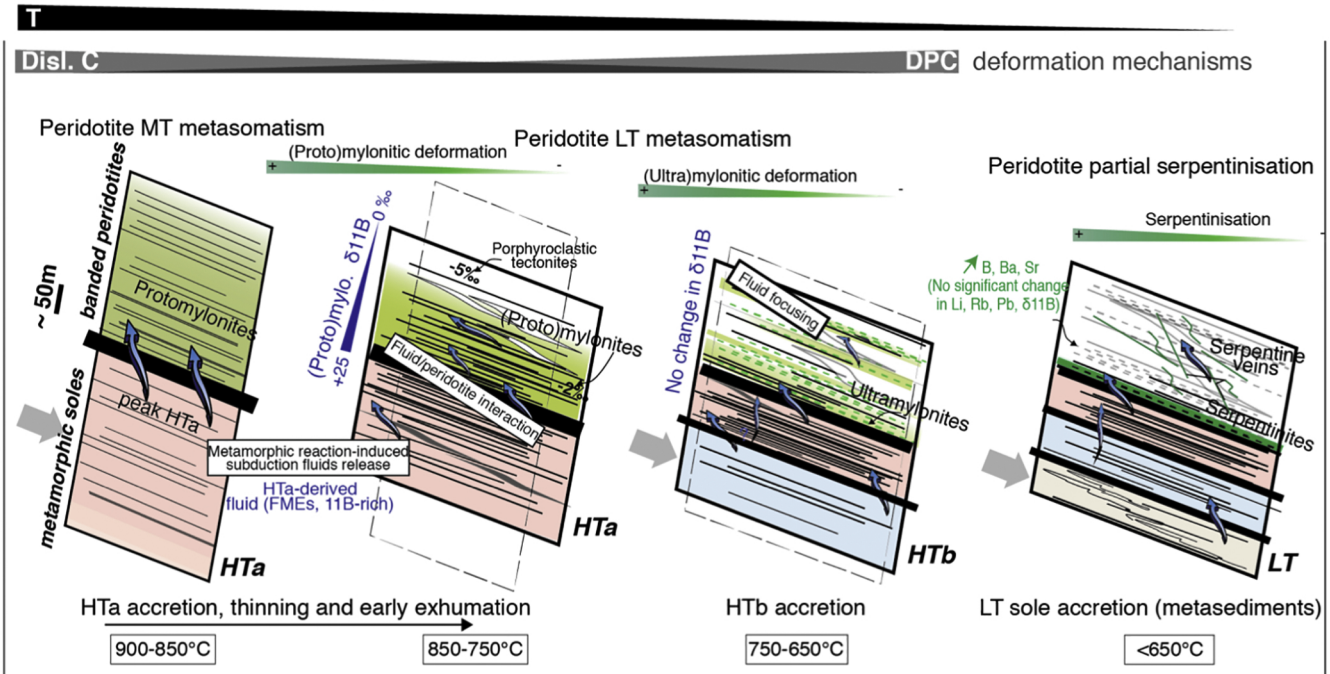 T
Disl. C
DPC
deformation mechanisms
Peridotite MT metasomatism
Peridotite LT metasomatism
Peridotite partial serpentinisation
+
(Proto)mylonitic deformation
-
+
(Ultra)mylonitic deformation
-
+
Serpentinisation
-
~ 50m
banded peridotites
metamorphic soles
Protomylonites
peak HTa
HTa
(Proto)mylo. δ11B
0 ‰
+25
Porphyroclastic
tectonites
-5‰
(Proto)mylonites
-2‰
Fluid/peridotite interaction
Metamorphic reaction-induced
subduction fluids release
HTa-derived
fluid (FMEs, 11B-rich)
HTa
No change in δ11B
Fluid focusing
Ultramylonites
HTb
B, Ba, Sr
(No significant change
in Li, Rb, Pb, δ11B)
Serpentine
veins
Serpentinites
LT
HTa accretion, thinning and early exhumation
HTb accretion
LT sole accretion (metasediments)
900-850°C
850-750°C
750-650°C
<650°C